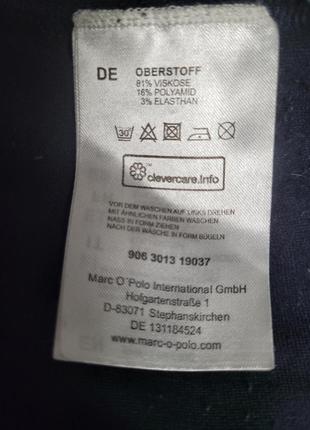 DE OBERSTOFF
81% VISKOSE
16% POLYAMID
3% ELASTHAN
30
clevercare.info™
VOR DEM WASCHEN AUF LINKS DREHEN
MIT ÄHNLICHEN FARBEN WASCHEN
NASS IN FORM ZIEHEN
NACH DER WÄSCHE IN FORM BÜGELN
906 3013 19037
Marc O´Polo International GmbH
Hofgartenstraße 1
D-83071 Stephanskirchen
DE 131184524
www.marc-o-polo.com